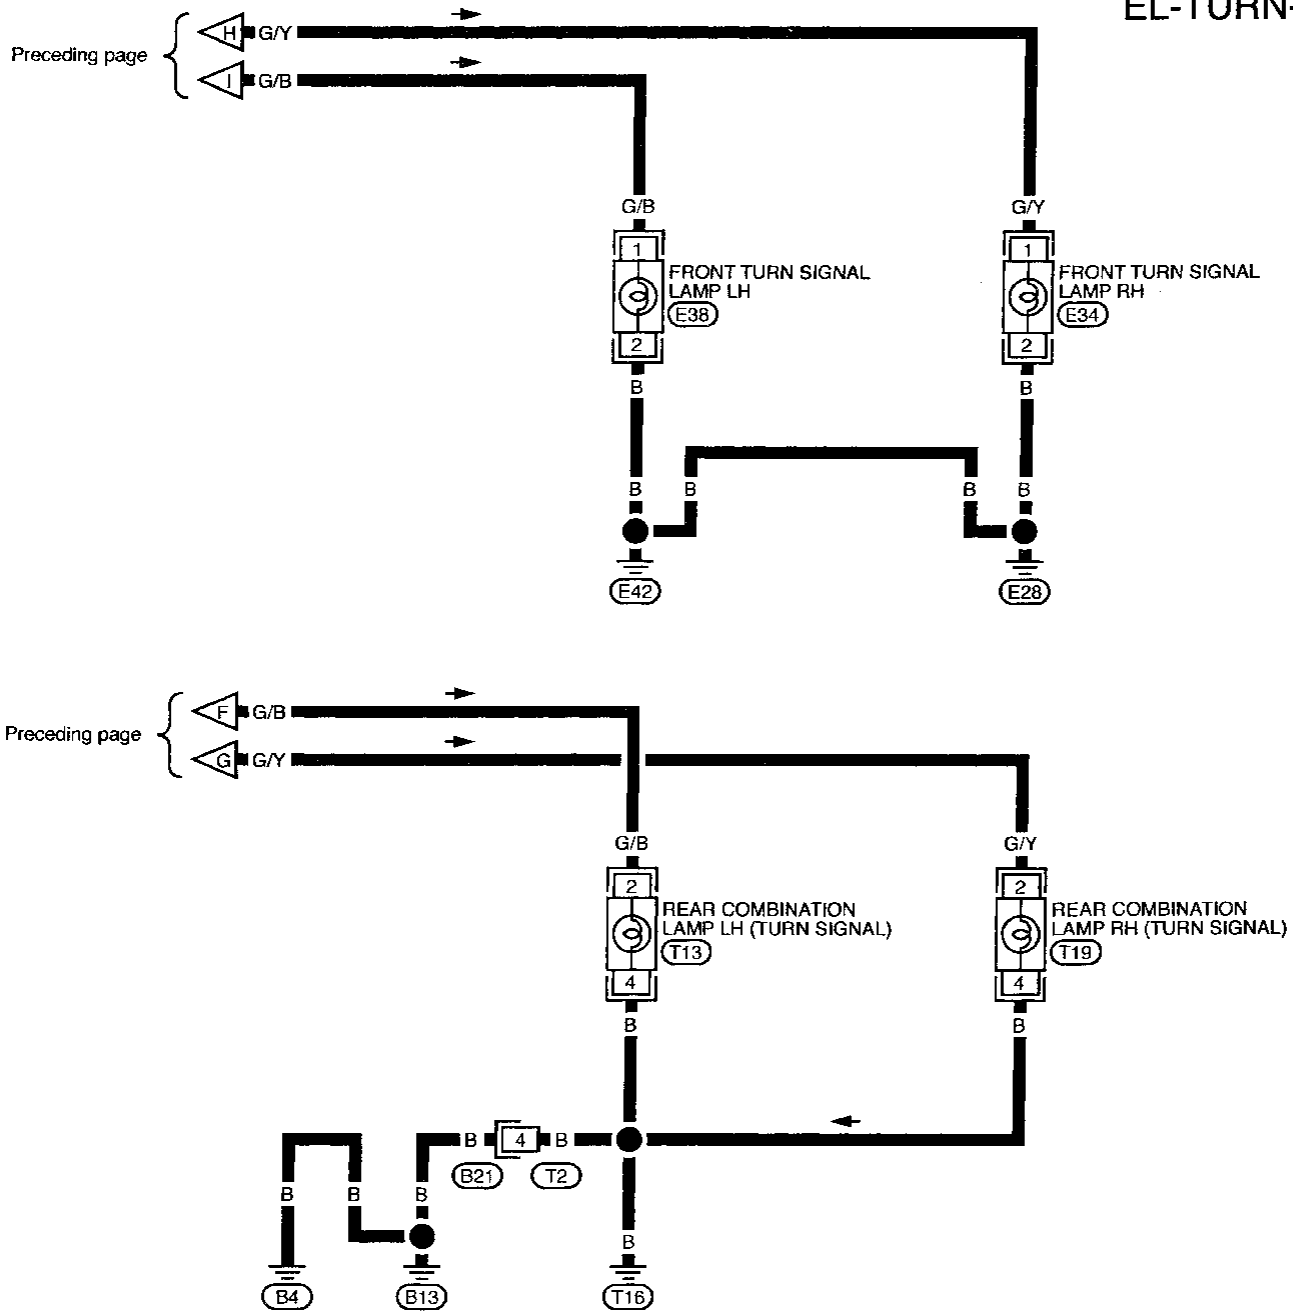 EL-TURN-
Preceding page
H G/Y
I G/B
G/B
G/Y
1
1
FRONT TURN SIGNAL
LAMP LH
E38
FRONT TURN SIGNAL
LAMP RH
E34
2
2
B
B
B B B B
E42
E28
Preceding page
F G/B
G G/Y
G/B
G/Y
2
2
REAR COMBINATION
LAMP LH (TURN SIGNAL)
T13
REAR COMBINATION
LAMP RH (TURN SIGNAL)
T19
4
4
B
B
B 4 B
B21 T2
B B B
B
B4 B13 T16